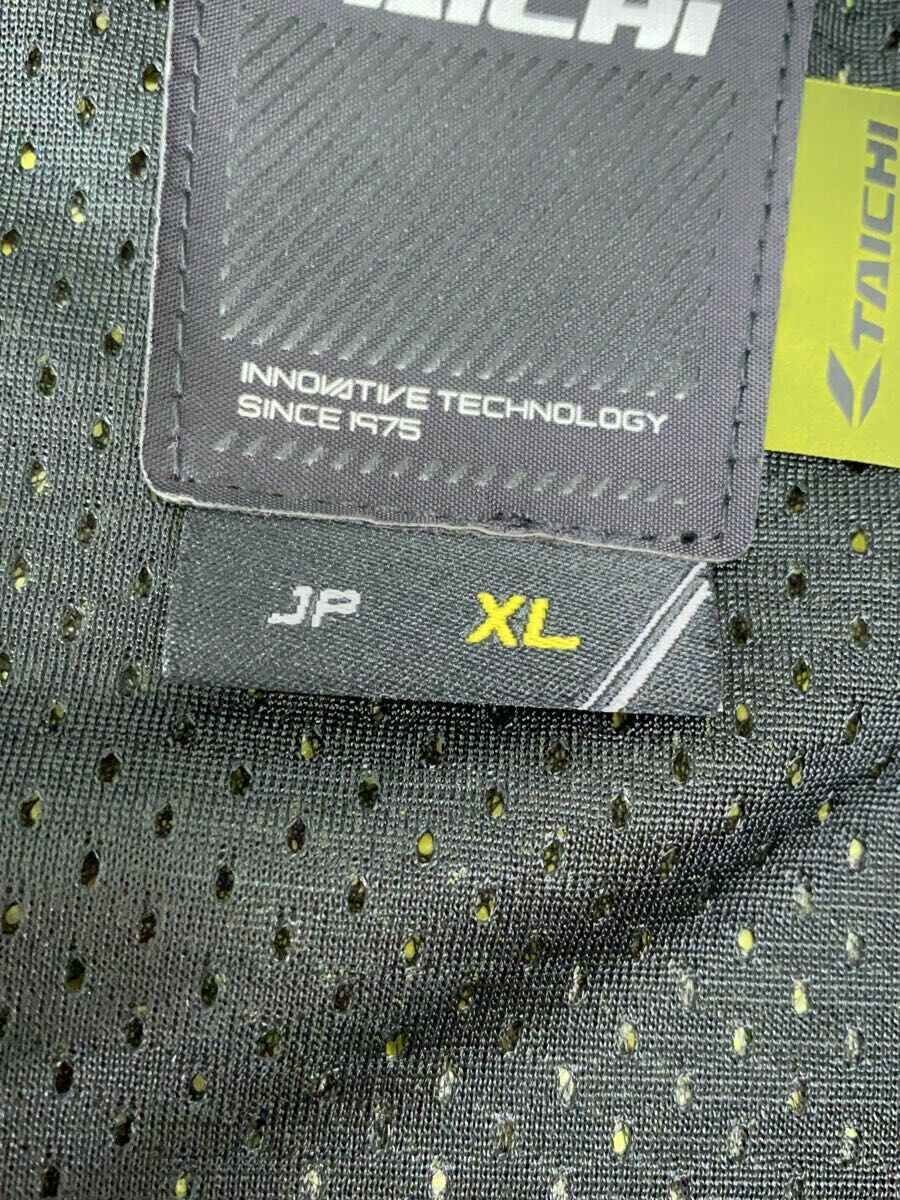 TAICHI
INNOVATIVE TECHNOLOGY
SINCE 1975
JP XL